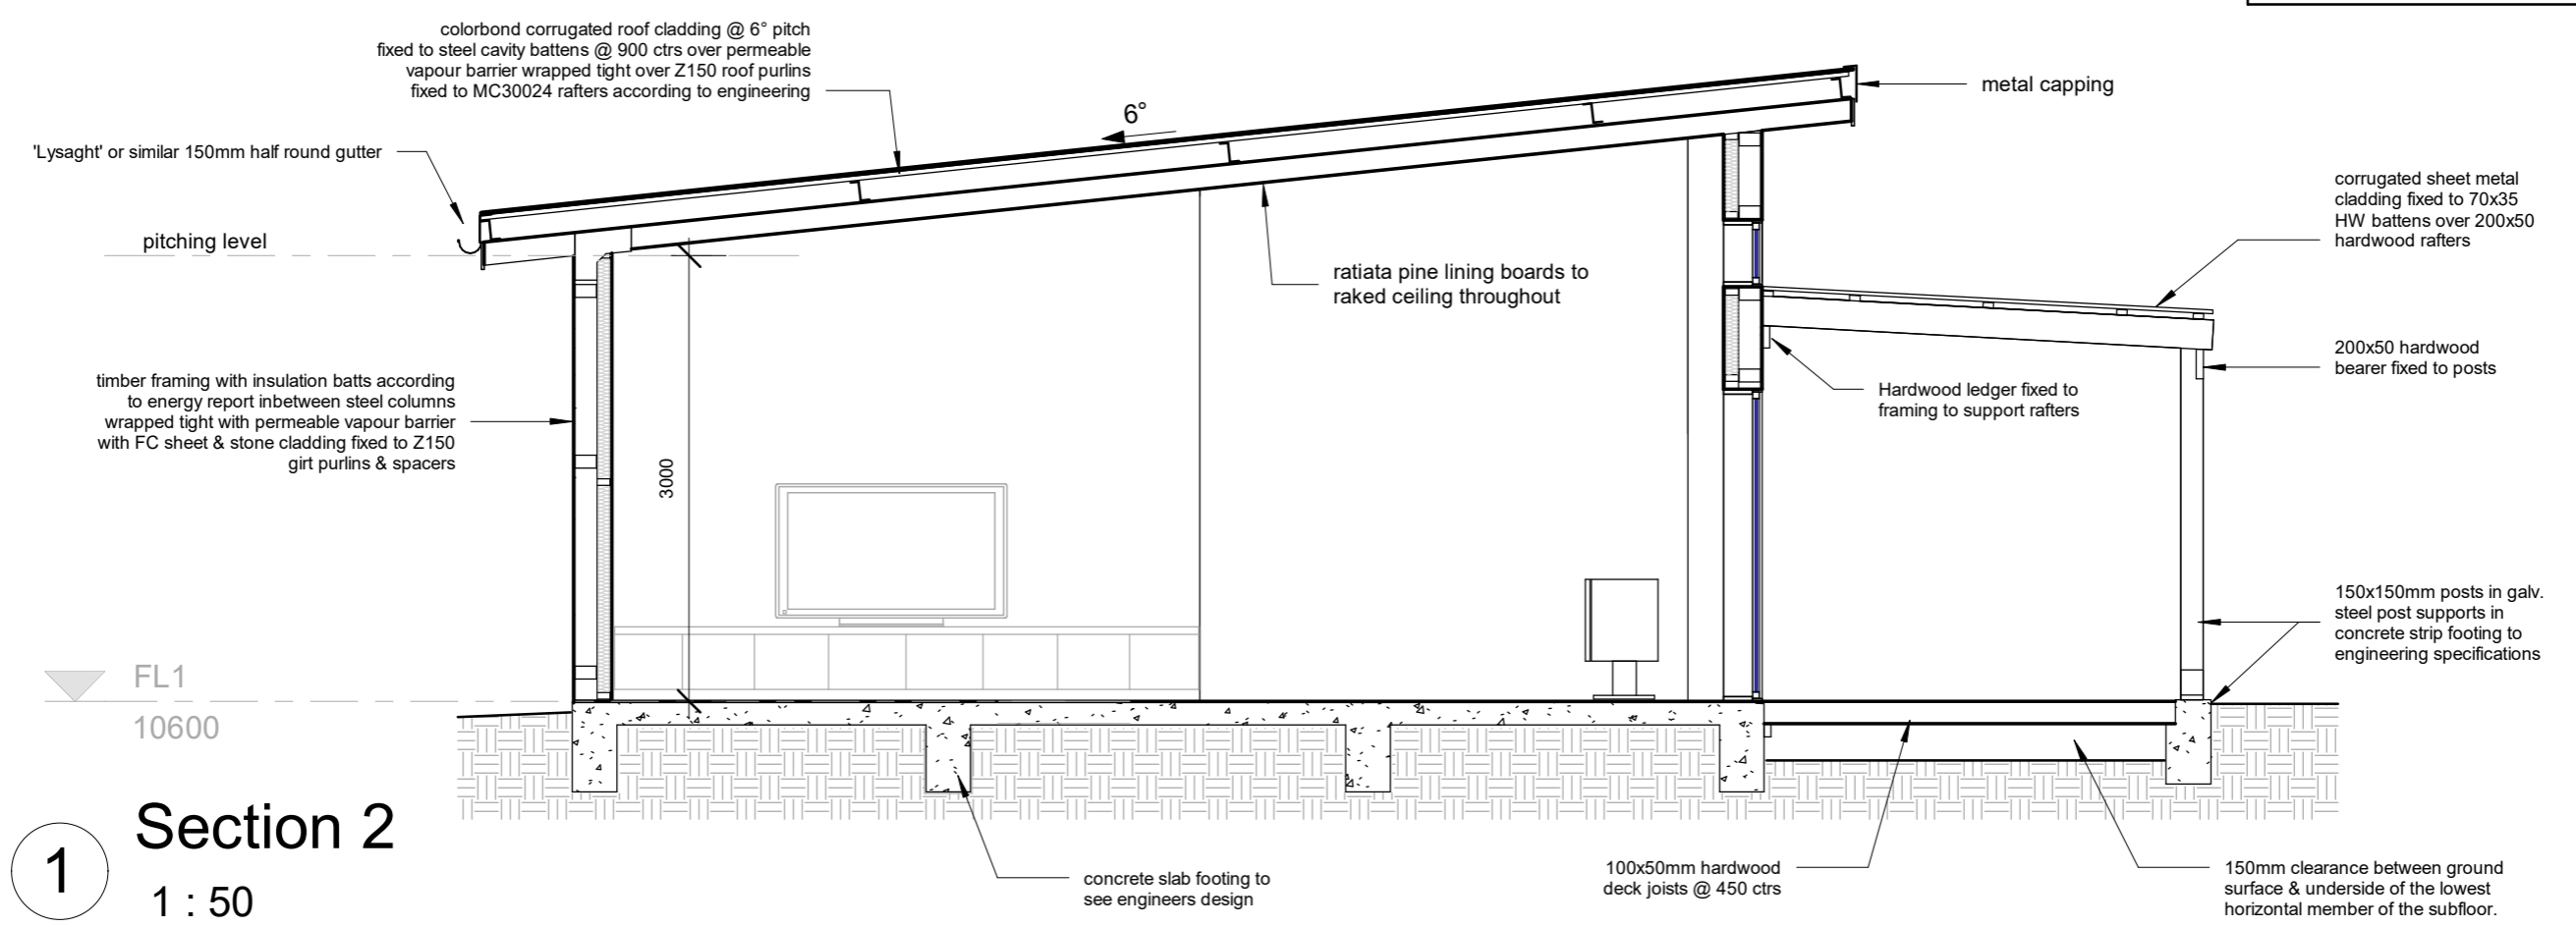 colorbond corrugated roof cladding @ 6° pitch
fixed to steel cavity battens @ 900 ctrs over permeable
vapour barrier wrapped tight over Z150 roof purlins
fixed to MC30024 rafters according to engineering
metal capping
6°
'Lysaght' or similar 150mm half round gutter
pitching level
corrugated sheet metal
cladding fixed to 70x35
HW battens over 200x50
hardwood rafters
ratiata pine lining boards to
raked ceiling throughout
200x50 hardwood
bearer fixed to posts
timber framing with insulation batts according
to energy report inbetween steel columns
wrapped tight with permeable vapour barrier
with FC sheet & stone cladding fixed to Z150
girt purlins & spacers
Hardwood ledger fixed to
framing to support rafters
3000
150x150mm posts in galv.
steel post supports in
concrete strip footing to
engineering specifications
FL1
10600
1
Section 2
1 : 50
concrete slab footing to
see engineers design
100x50mm hardwood
deck joists @ 450 ctrs
150mm clearance between ground
surface & underside of the lowest
horizontal member of the subfloor.